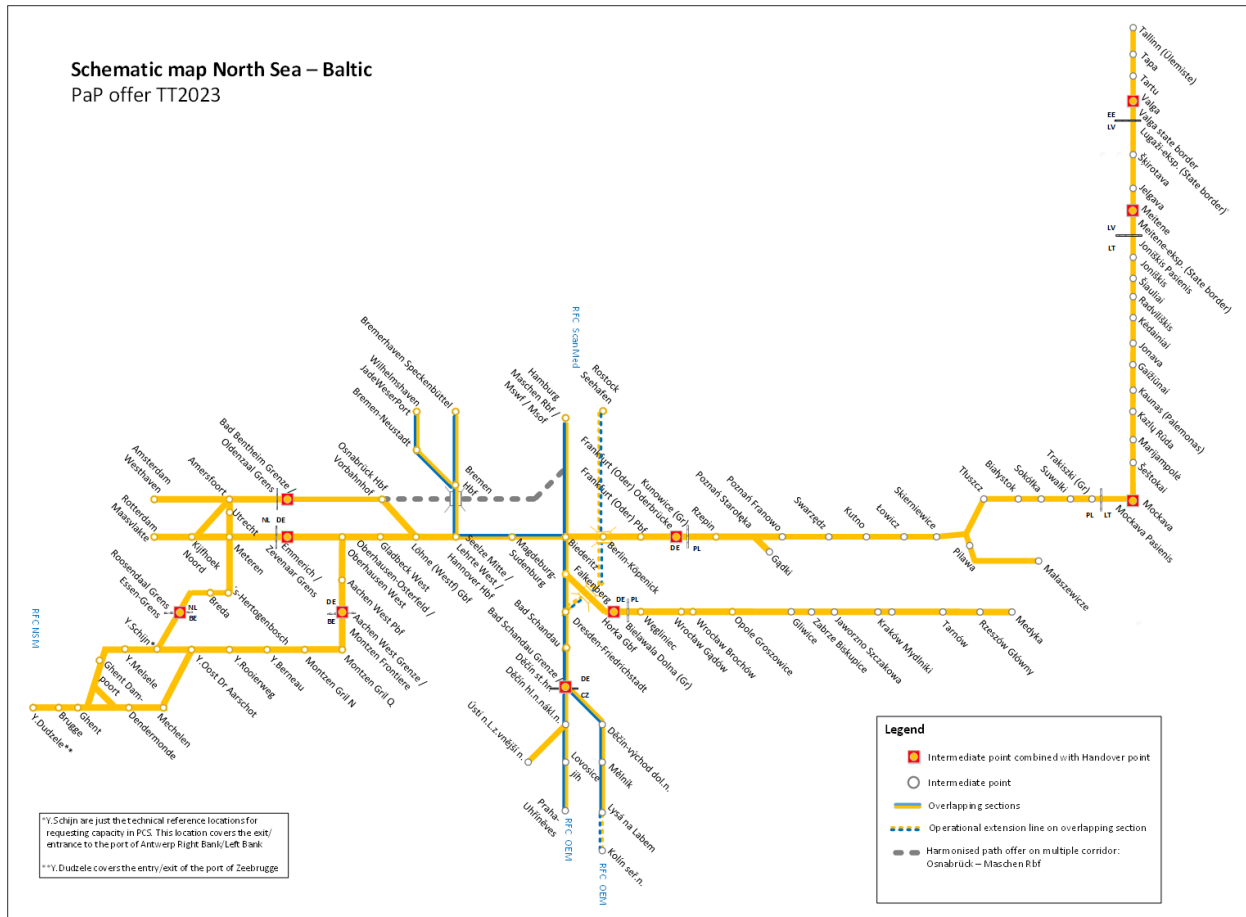 Schematic map North Sea – Baltic
PaP offer TT2023
Tallinn (Ülemiste)
Tapa
Tartu
Valga
Valga state border
EE
LV
Lugaži-eksp. (State border)
Šķirotava
Jelgava
Meitene
Meitene-eksp. (State border)
LV
LT
Joniškis Pasienis
Joniškis
Šiauliai
Radviliškis
Kėdainiai
Jonava
Gaižiūnai
Kaunas (Palemonas)
Kazlų Rūda
Marijampolė
Šeštokai
Mockava
Mockava Pasienis
PL
LT
Trakiszki (Gr)
Suwałki
Sokółka
Białystok
Tłuszcz
Pilawa
Małaszewicze
Skierniewice
Łowicz
Kutno
Swarzędz
Poznań Franowo
Gądki
Poznań Starołęka
Rzepin
Kunowice (Gr)
DE
PL
Frankfurt (Oder) Oderbrücke
Frankfurt (Oder) Pbf
Berlin-Köpenick
Rostock
Seehafen
RFC ScanMed
Hamburg
Maschen Rbf /
Mswf / Msof
Bremerhaven Speckenbüttel
Wilhelmshaven
JadeWeserPort
Bremen-Neustadt
Bremen
Hbf
Osnabrück Hbf
Vorbahnhof
Bad Bentheim Grenze /
Oldenzaal Grens
Amersfoort
Amsterdam
Westhaven
Rotterdam
Maasvlakte
Kijfhoek
Noord
Utrecht
Meteren
NL
DE
Emmerich /
Zevenaar Grens
Oberhausen-Osterfeld /
Oberhausen West
Gladbeck West
Löhne (Westf) Gbf
Lehrte West /
Hannover Hbf
Seelze Mitte /
Magdeburg-
Sudenburg
Biederitz
Falkenberg
DE
PL
Horka Gbf
Bielawa Dolna (Gr)
Węgliniec
Wrocław Gądów
Wrocław Brochów
Opole Groszowice
Gliwice
Zabrze Biskupice
Jaworzno Szczakowa
Kraków Mydlniki
Tarnów
Rzeszów Główny
Medyka
Dresden-Friedrichstadt
Bad Schandau
Bad Schandau Grenze /
Děčín st.hr.
DE
CZ
Děčín hl.n.nákl.n.
Ústí n.L.z.vnější n.
Děčín-východ dol.n.
Lovosice
jih
Mělník
Praha-
Uhříněves
Lysá na Labem
Kolín seř.n.
RFC OEM
RFC OEM
Roosendaal Grens
Essen Grens
NL
BE
Breda
's-Hertogenbosch
DE
BE
Aachen West Pbf
Aachen West Grenze /
Montzen Frontiere
RFC NSM
Y.Schijn*
Y.Melsele
Ghent Dam-
poort
Y.Oost Dr Aarschot
Y.Rooierweg
Y.Berneau
Montzen Gril N
Montzen Gril Q
Y.Dudzele**
Brugge
Ghent
Dendermonde
Mechelen
*Y.Schijn are just the technical reference locations for
requesting capacity in PCS. This location covers the exit/
entrance to the port of Antwerp Right Bank/Left Bank
**Y.Dudzele covers the entry/exit of the port of Zeebrugge
Legend
Intermediate point combined with Handover point
Intermediate point
Overlapping sections
Operational extension line on overlapping section
Harmonised path offer on multiple corridor:
Osnabrück – Maschen Rbf